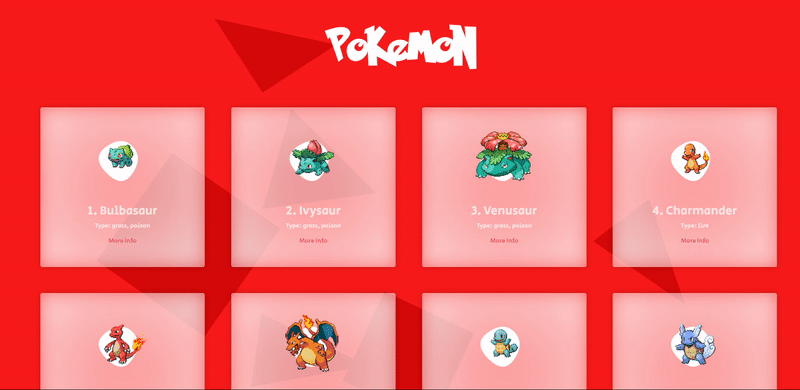 POKeMON
1. Bulbasaur
Type: grass, poison
More Info
2. Ivysaur
Type: grass, poison
More Info
3. Venusaur
Type: grass, poison
More Info
4. Charmander
Type: fire
More Info